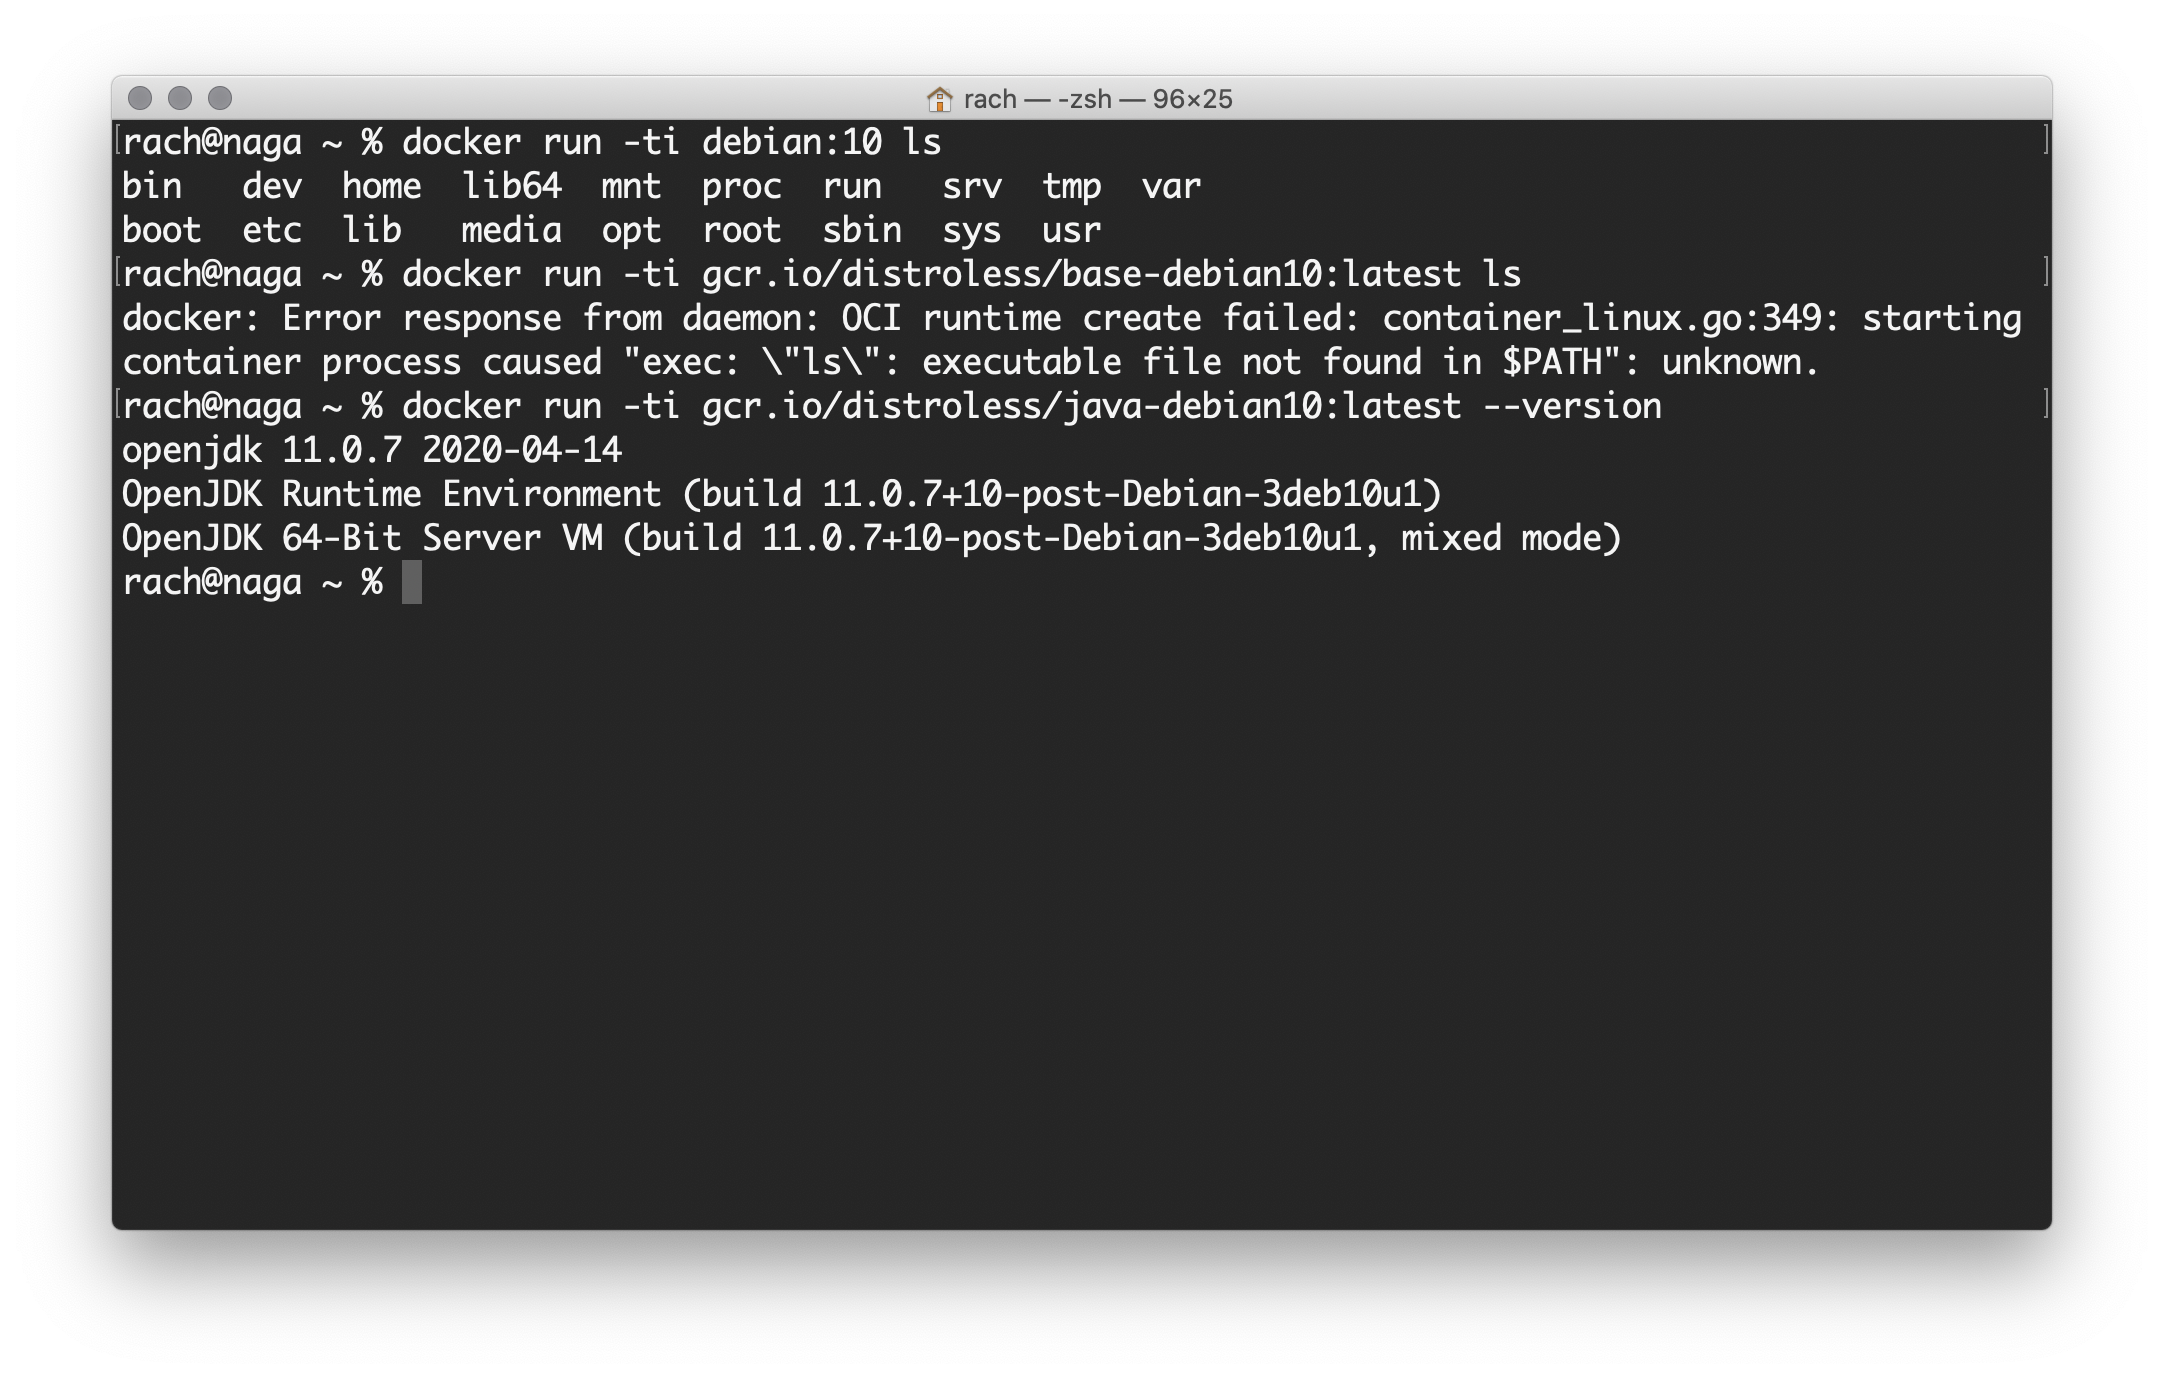 rach — -zsh — 96×25
[rach@naga ~ % docker run -ti debian:10 ls ]
bin   dev  home  lib64  mnt  proc  run   srv  tmp  var
boot  etc  lib   media  opt  root  sbin  sys  usr
[rach@naga ~ % docker run -ti gcr.io/distroless/base-debian10:latest ls ]
docker: Error response from daemon: OCI runtime create failed: container_linux.go:349: starting
container process caused "exec: \"ls\": executable file not found in $PATH": unknown.
[rach@naga ~ % docker run -ti gcr.io/distroless/java-debian10:latest --version ]
openjdk 11.0.7 2020-04-14
OpenJDK Runtime Environment (build 11.0.7+10-post-Debian-3deb10u1)
OpenJDK 64-Bit Server VM (build 11.0.7+10-post-Debian-3deb10u1, mixed mode)
rach@naga ~ %